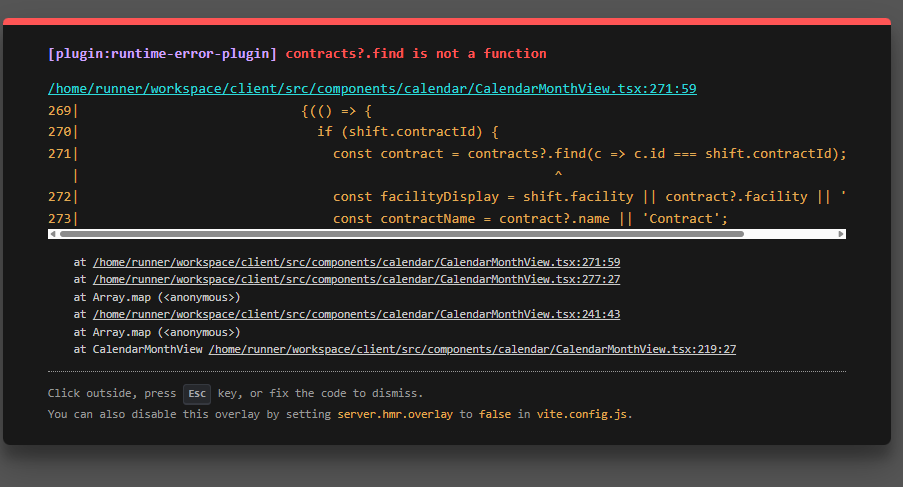 [plugin:runtime-error-plugin] contracts?.find is not a function
/home/runner/workspace/client/src/components/calendar/CalendarMonthView.tsx:271:59
269|                            {(() => {
270|                              if (shift.contractId) {
271|                                const contract = contracts?.find(c => c.id === shift.contractId);
   |                                                            ^
272|                                const facilityDisplay = shift.facility || contract?.facility || '
273|                                const contractName = contract?.name || 'Contract';
at /home/runner/workspace/client/src/components/calendar/CalendarMonthView.tsx:271:59
at /home/runner/workspace/client/src/components/calendar/CalendarMonthView.tsx:277:27
at Array.map (<anonymous>)
at /home/runner/workspace/client/src/components/calendar/CalendarMonthView.tsx:241:43
at Array.map (<anonymous>)
at CalendarMonthView /home/runner/workspace/client/src/components/calendar/CalendarMonthView.tsx:219:27
Click outside, press Esc key, or fix the code to dismiss.
You can also disable this overlay by setting server.hmr.overlay to false in vite.config.js.